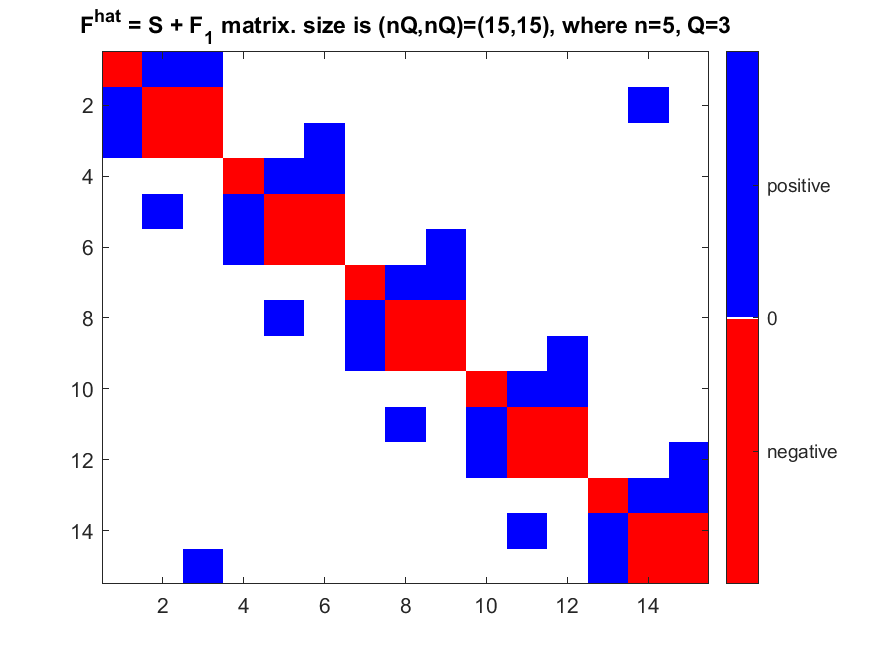 F^hat = S + F_1 matrix. size is (nQ,nQ)=(15,15), where n=5, Q=3
2
4
6
8
10
12
14
2 4 6 8 10 12 14
positive
0
negative